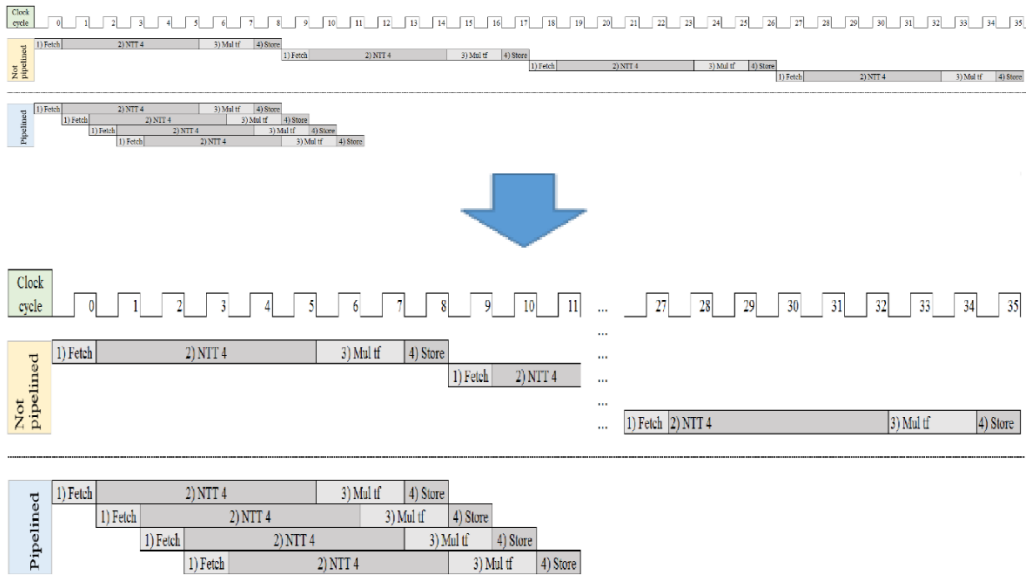 Clock
cycle
0 1 2 3 4 5 6 7 8 9 10 11 12 13 14 15 16 17 18 19 20 21 22 23 24 25 26 27 28 29 30 31 32 33 34 35
Not
pipelined
1) Fetch 2) NTT 4 3) Mul tf 4) Store
1) Fetch 2) NTT 4 3) Mul tf 4) Store
1) Fetch 2) NTT 4 3) Mul tf 4) Store
1) Fetch 2) NTT 4 3) Mul tf 4) Store
Pipelined
1) Fetch 2) NTT 4 3) Mul tf 4) Store
1) Fetch 2) NTT 4 3) Mul tf 4) Store
1) Fetch 2) NTT 4 3) Mul tf 4) Store
1) Fetch 2) NTT 4 3) Mul tf 4) Store
Clock
cycle
0 1 2 3 4 5 6 7 8 9 10 11 ... 27 28 29 30 31 32 33 34 35
...
Not
pipelined
1) Fetch 2) NTT 4 3) Mul tf 4) Store ...
1) Fetch 2) NTT 4 ...
...
... 1) Fetch 2) NTT 4 3) Mul tf 4) Store
Pipelined
1) Fetch 2) NTT 4 3) Mul tf 4) Store
1) Fetch 2) NTT 4 3) Mul tf 4) Store
1) Fetch 2) NTT 4 3) Mul tf 4) Store
1) Fetch 2) NTT 4 3) Mul tf 4) Store